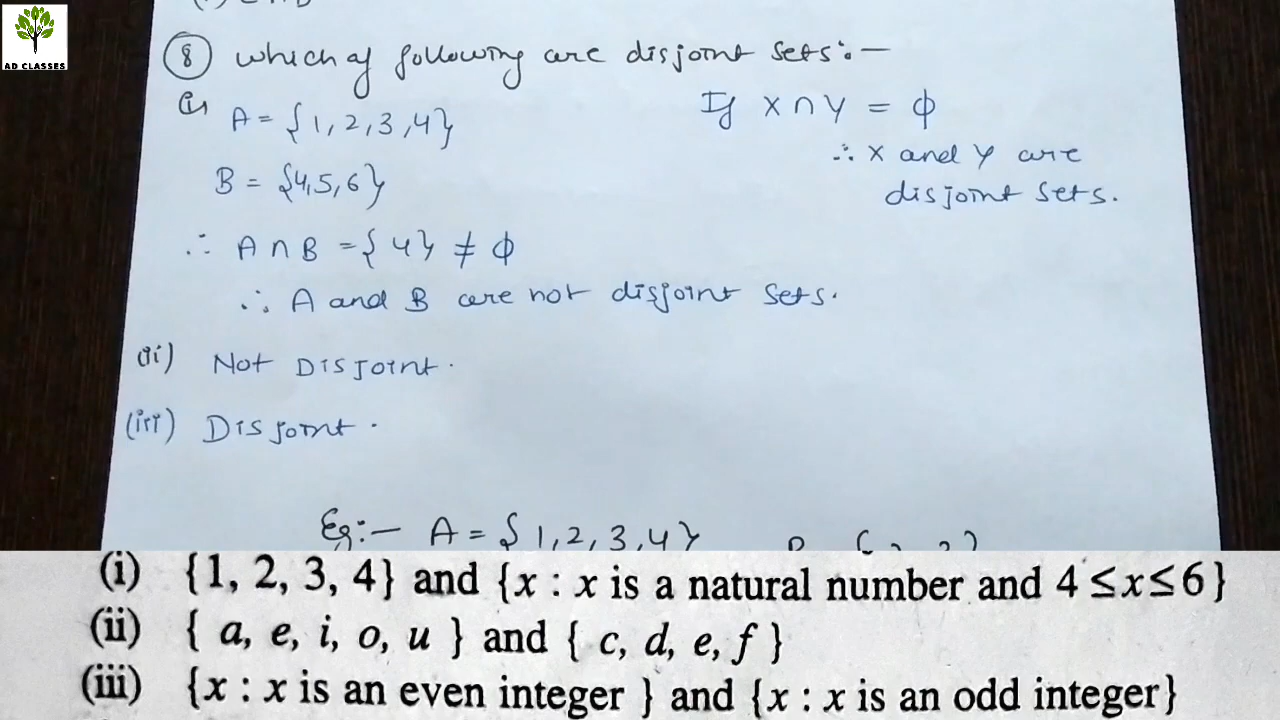 AD CLASSES
⑧ which of following are disjoint sets:—
(i) A = {1,2,3,4}
If X∩Y = ϕ
∴ X and Y are
disjoint sets.
B = {4,5,6}
∴ A∩B = {4} ≠ ϕ
∴ A and B are not disjoint sets.
(ii) Not DISJoint.
(iii) Disjoint.
Eg:— A = {1,2,3,4}
(i) {1, 2, 3, 4} and {x : x is a natural number and 4 ≤ x ≤ 6}
(ii) { a, e, i, o, u } and { c, d, e, f }
(iii) {x : x is an even integer } and {x : x is an odd integer}